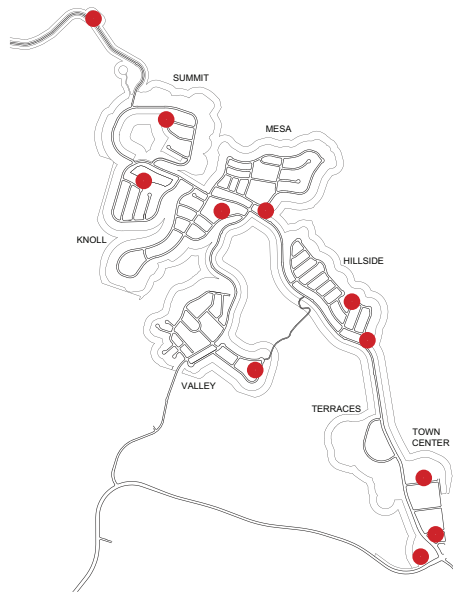 SUMMIT
MESA
KNOLL
HILLSIDE
VALLEY
TERRACES
TOWN
CENTER